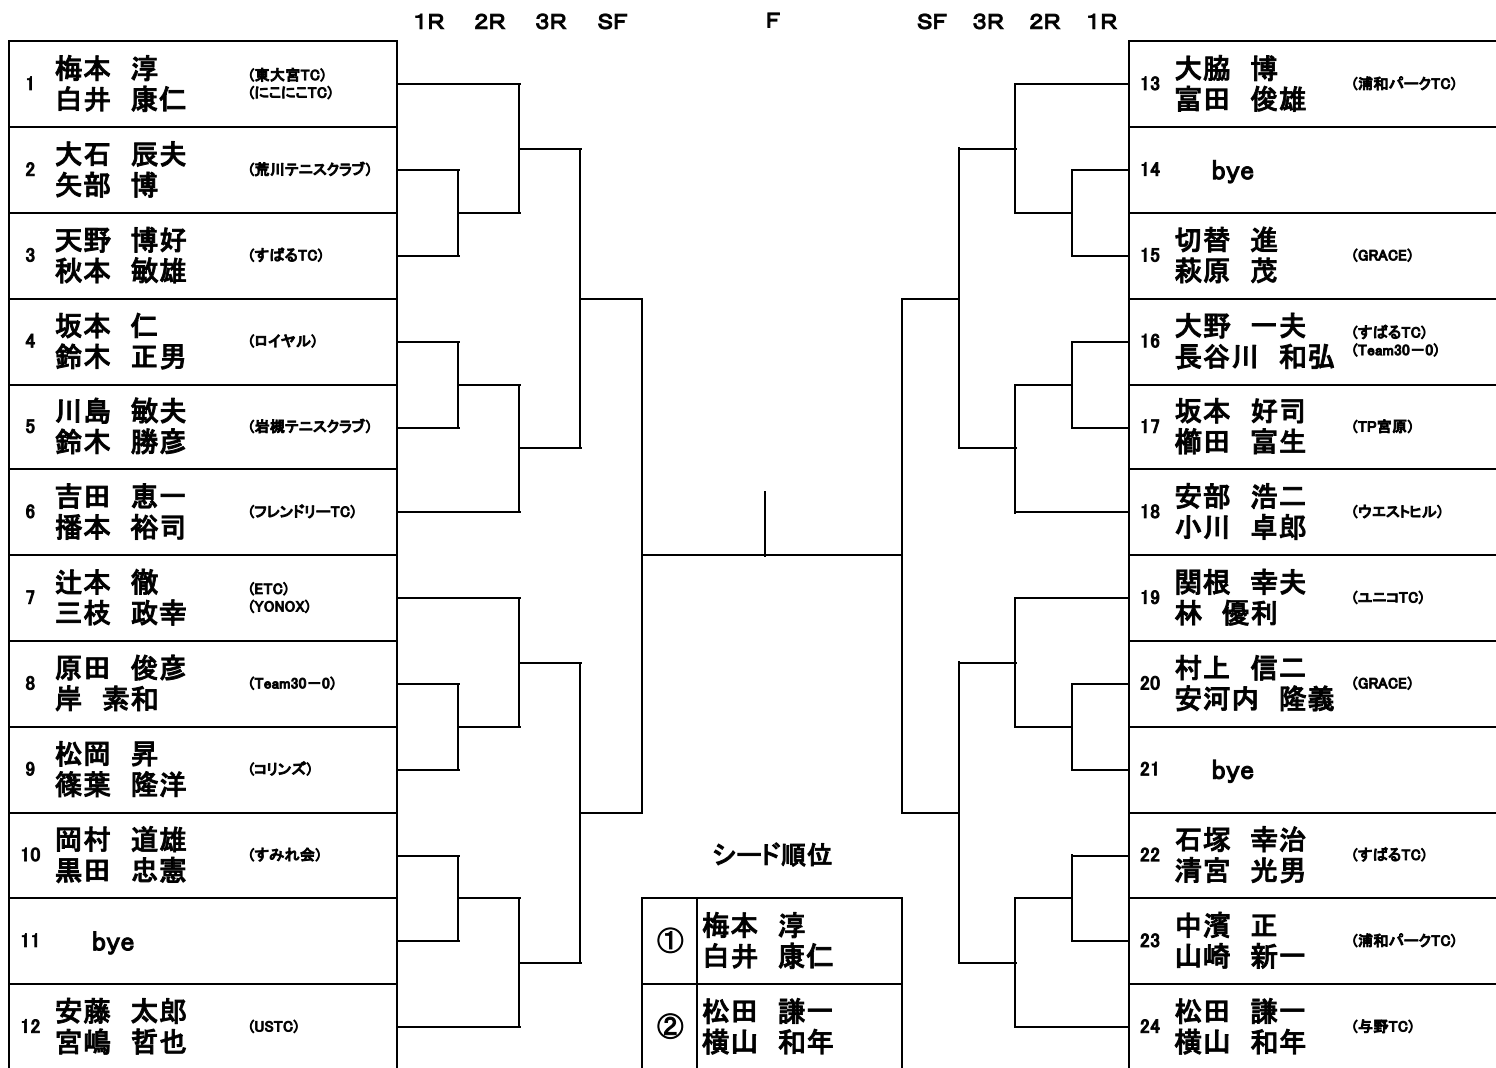 1R 2R 3R SF F SF 3R 2R 1R
1 梅本 淳 (東大宮TC)
白井 康仁 (にこにこTC)
2 大石 辰夫 (荒川テニスクラブ)
矢部 博
3 天野 博好 (すばるTC)
秋本 敏雄
4 坂本 仁 (ロイヤル)
鈴木 正男
5 川島 敏夫 (岩槻テニスクラブ)
鈴木 勝彦
6 吉田 恵一 (フレンドリーTC)
播本 裕司
7 辻本 徹 (ETC)
三枝 政幸 (YONOX)
8 原田 俊彦 (Team30－0)
岸 素和
9 松岡 昇 (コリンズ)
篠葉 隆洋
10 岡村 道雄 (すみれ会)
黒田 忠憲
11 bye
12 安藤 太郎 (USTC)
宮嶋 哲也
13 大脇 博 (浦和パークTC)
富田 俊雄
14 bye
15 切替 進 (GRACE)
萩原 茂
16 大野 一夫 (すばるTC)
長谷川 和弘 (Team30－0)
17 坂本 好司 (TP宮原)
櫛田 富生
18 安部 浩二 (ウエストヒル)
小川 卓郎
19 関根 幸夫 (ユニコTC)
林 優利
20 村上 信二 (GRACE)
安河内 隆義
21 bye
22 石塚 幸治 (すばるTC)
清宮 光男
23 中濱 正 (浦和パークTC)
山崎 新一
24 松田 謙一 (与野TC)
横山 和年
シード順位
① 梅本 淳
白井 康仁
② 松田 謙一
横山 和年